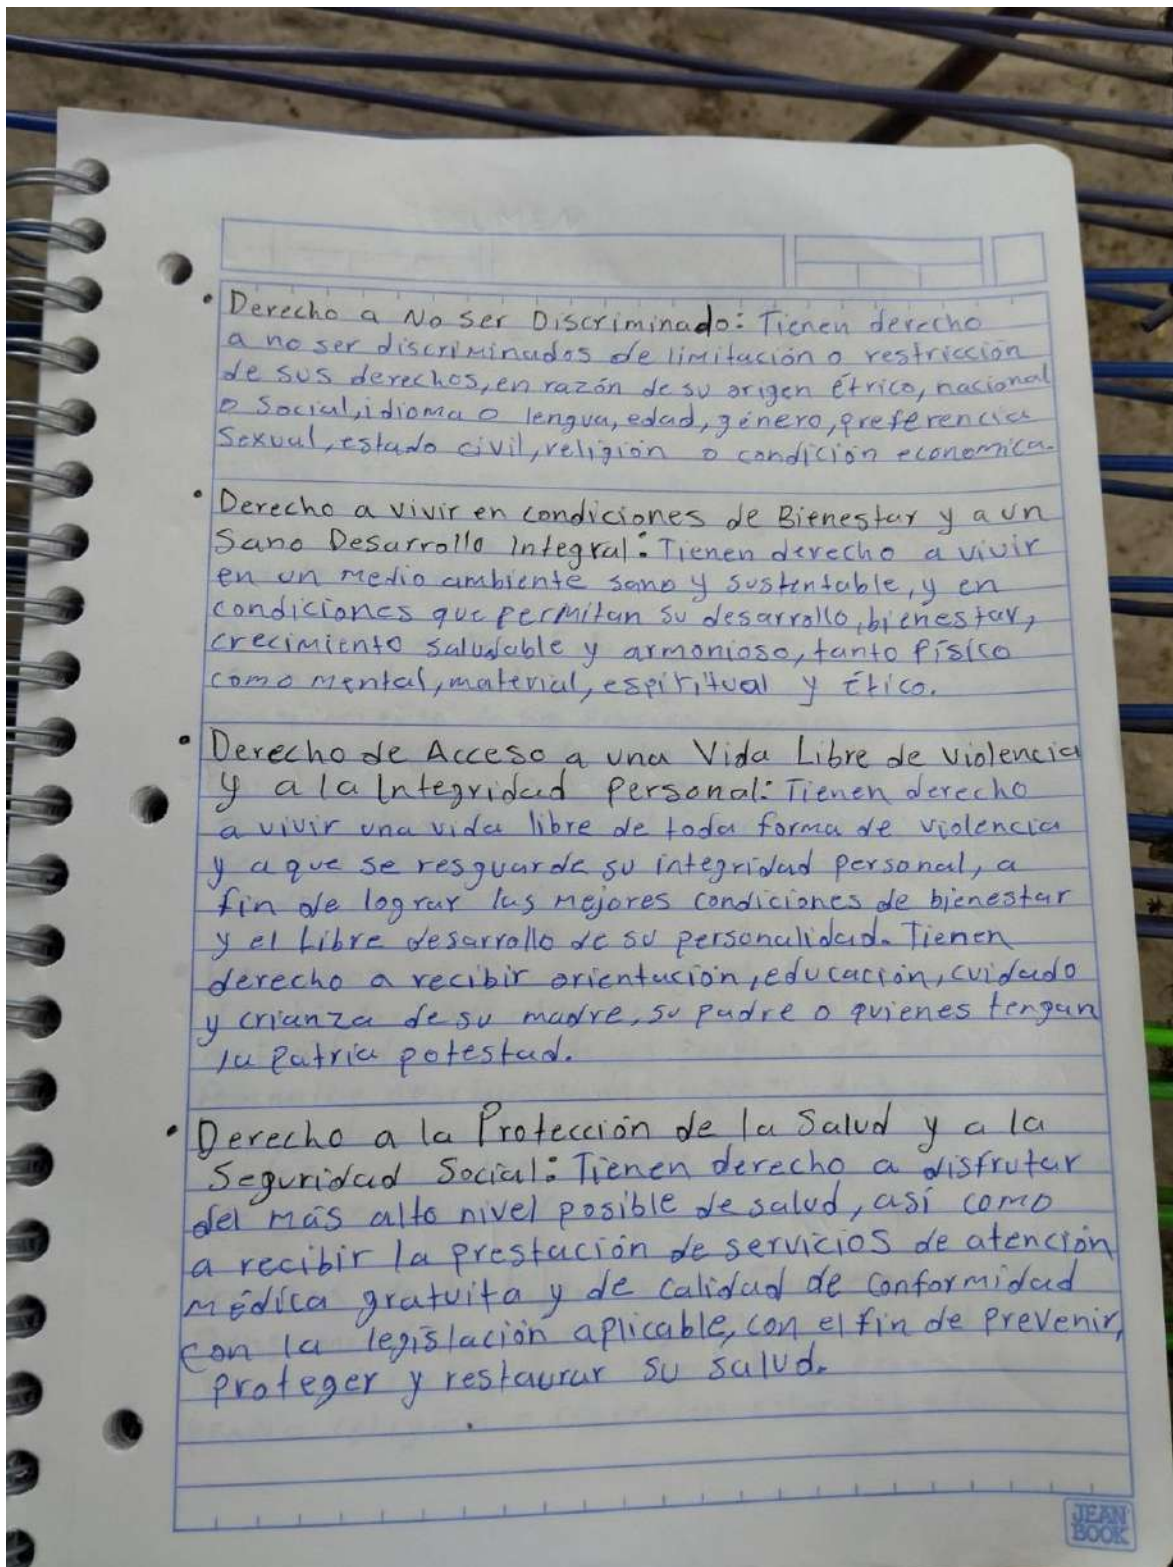 • Derecho a No ser Discriminado: Tienen derecho
a no ser discriminados de limitación o restricción
de sus derechos, en razón de su origen étrico, nacional
o Social, idioma o lengua, edad, género, preferencia
Sexual, estado civil, religión o condición economica.
• Derecho a vivir en condiciones de Bienestar y a un
Sano Desarrollo Integral: Tienen derecho a vivir
en un medio ambiente sano y sustentable, y en
condiciones que permitan su desarrollo, bienestar,
crecimiento saludable y armonioso, tanto físico
como mental, material, espiritual y ético.
• Derecho de Acceso a una Vida Libre de violencia
y a la Integridad Personal: Tienen derecho
a vivir una vida libre de toda forma de violencia
y a que se resguarde su integridad personal, a
fin de lograr las mejores condiciones de bienestar
y el Libre desarrollo de su personalidad. Tienen
derecho a recibir orientación, educación, cuidado
y crianza de su madre, su padre o quienes tengan
la patria potestad.
• Derecho a la Protección de la Salud y a la
Seguridad Social: Tienen derecho a disfrutar
del más alto nivel posible de salud, así como
a recibir la prestación de servicios de atención
médica gratuita y de calidad de conformidad
con la legislación aplicable, con el fin de prevenir,
proteger y restaurar su salud.
JEAN
BOOK